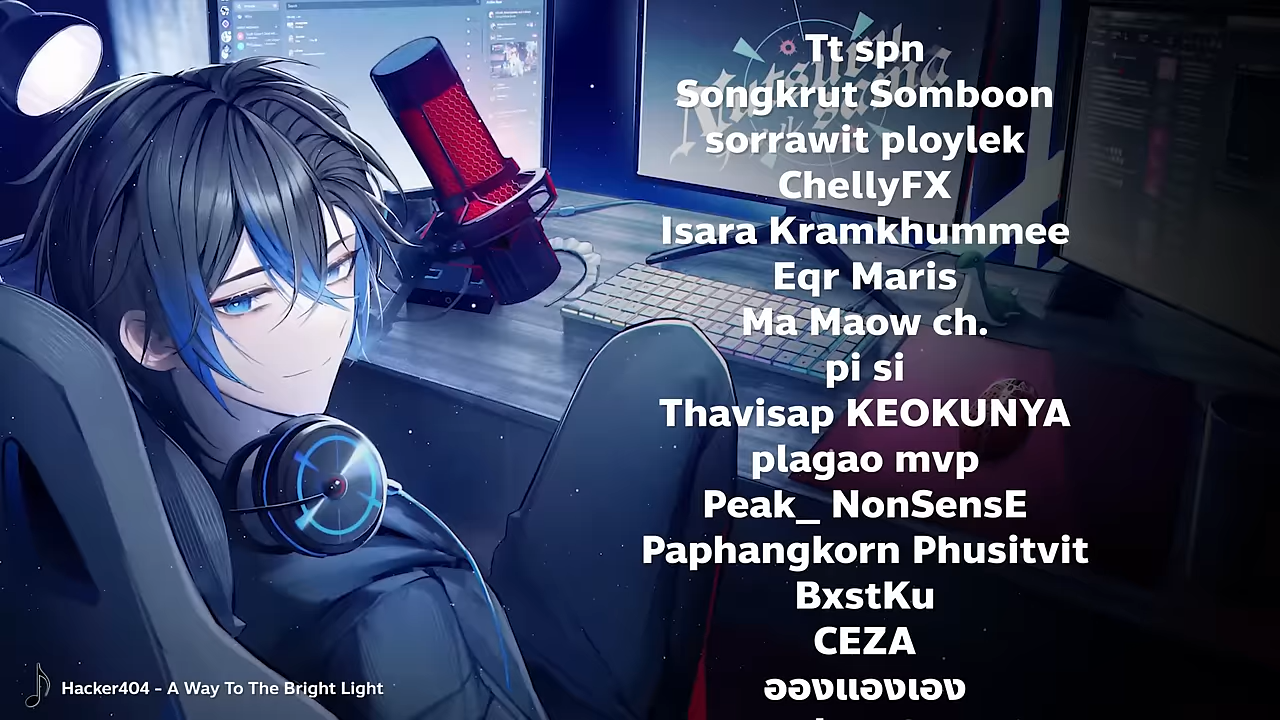 Tt spn
Songkrut Somboon
sorrawit ploylek
ChellyFX
Isara Kramkhummee
Eqr Maris
Ma Maow ch.
pi si
Thavisap KEOKUNYA
plagao mvp
Peak_ NonSensE
Paphangkorn Phusitvit
BxstKu
CEZA
อองแองเอง
Hacker404 - A Way To The Bright Light